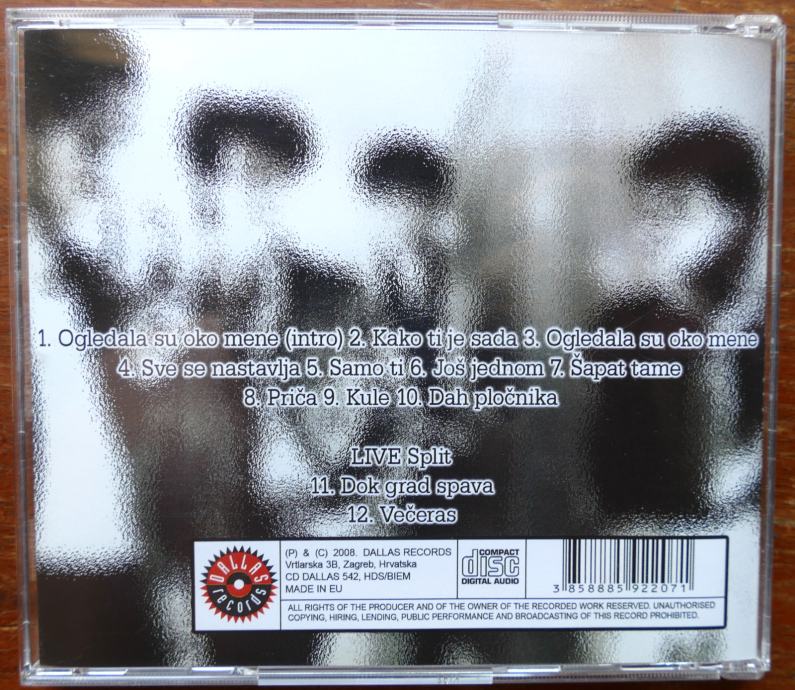 1. Ogledala su oko mene (intro) 2. Kako ti je sada 3. Ogledala su oko mene
4. Sve se nastavlja 5. Samo ti 6. Još jednom 7. Šapat tame
8. Priča 9. Kule 10. Dah pločnika
LIVE Split
11. Dok grad spava
12. Večeras
DALLAS
records
(P) & (C) 2008. DALLAS RECORDS
Vrtlarska 3B, Zagreb, Hrvatska
CD DALLAS 542, HDS/BIEM
MADE IN EU
COMPACT
disc
DIGITAL AUDIO
3 858885 922071
ALL RIGHTS OF THE PRODUCER AND OF THE OWNER OF THE RECORDED WORK RESERVED. UNAUTHORISED
COPYING, HIRING, LENDING, PUBLIC PERFORMANCE AND BROADCASTING OF THIS RECORD PROHIBITED.